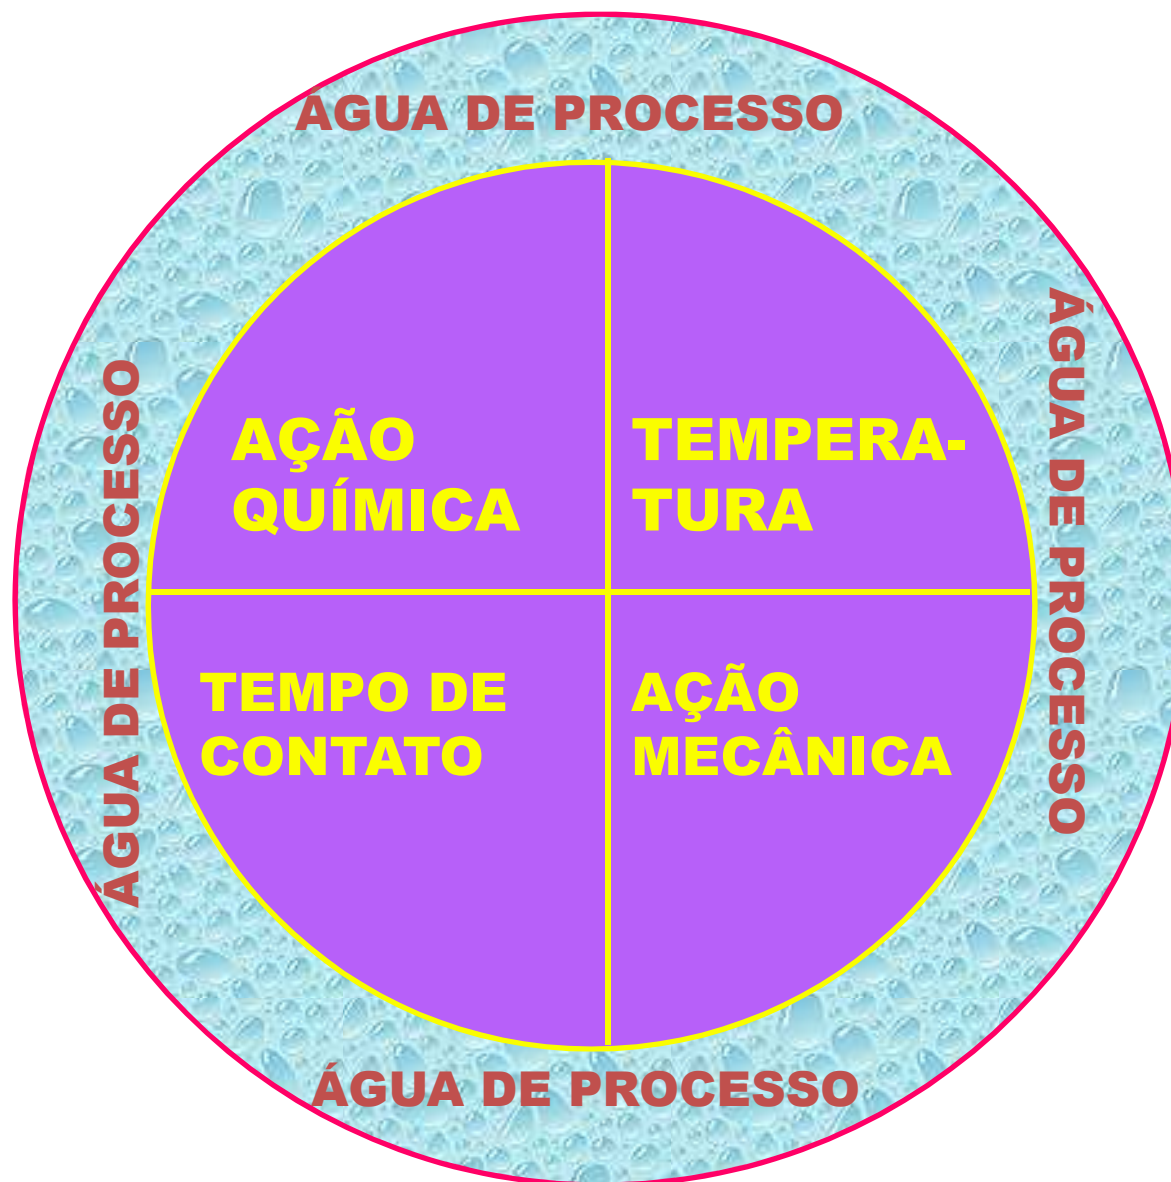 ÁGUA DE PROCESSO
AÇÃO
QUÍMICA
TEMPERA-
TURA
TEMPO DE
CONTATO
AÇÃO
MECÂNICA
ÁGUA DE PROCESSO
ÁGUA DE PROCESSO
ÁGUA DE PROCESSO